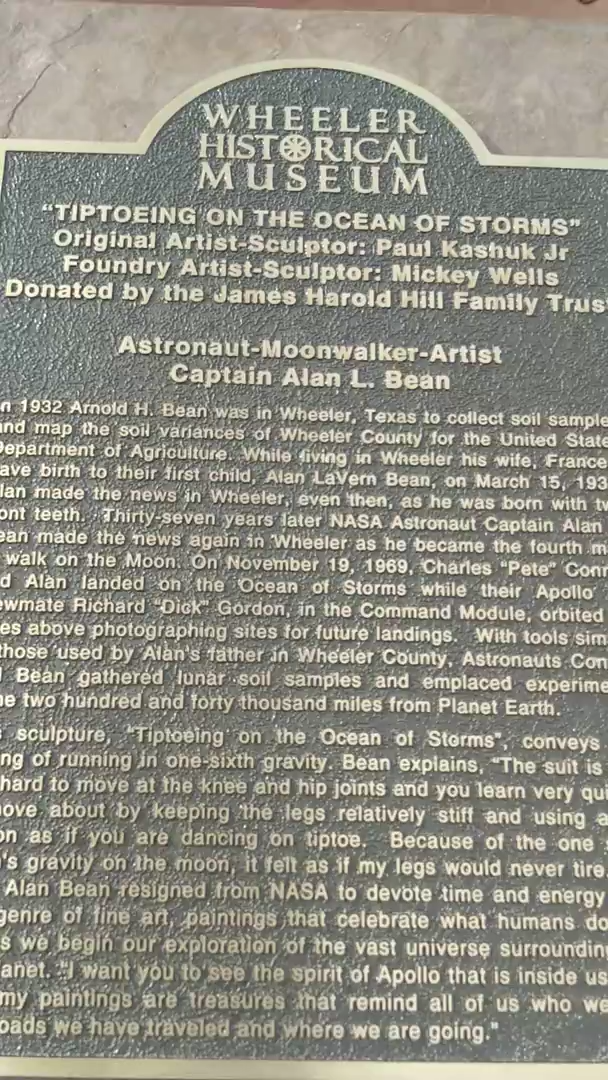 WHEELER
HISTORICAL
MUSEUM
"TIPTOEING ON THE OCEAN OF STORMS"
Original Artist-Sculptor: Paul Kashuk Jr
Foundry Artist-Sculptor: Mickey Wells
Donated by the James Harold Hill Family Trus
Astronaut-Moonwalker-Artist
Captain Alan L. Bean
n 1932 Arnold H. Bean was in Wheeler, Texas to collect soil sample
and map the soil variances of Wheeler County for the United State
Department of Agriculture. While living in Wheeler his wife, France
ave birth to their first child, Alan LaVern Bean, on March 15, 193
lan made the news in Wheeler, even then, as he was born with tw
ont teeth. Thirty-seven years later NASA Astronaut Captain Alan
ean made the news again in Wheeler as he became the fourth m
walk on the Moon. On November 19, 1969, Charles "Pete" Conr
d Alan landed on the Ocean of Storms while their Apollo
ewmate Richard "Dick" Gordon, in the Command Module, orbited
es above photographing sites for future landings. With tools sim
those used by Alan's father in Wheeler County, Astronauts Con
Bean gathered lunar soil samples and emplaced experime
e two hundred and forty thousand miles from Planet Earth.
s sculpture, "Tiptoeing on the Ocean of Storms", conveys
ng of running in one-sixth gravity. Bean explains, "The suit is
hard to move at the knee and hip joints and you learn very qui
ove about by keeping the legs relatively stiff and using a
on as if you are dancing on tiptoe. Because of the one
's gravity on the moon, it felt as if my legs would never tire.
Alan Bean resigned from NASA to devote time and energy
genre of fine art, paintings that celebrate what humans do
s we begin our exploration of the vast universe surroundin
anet. "I want you to see the spirit of Apollo that is inside us
my paintings are treasures that remind all of us who we
oads we have traveled and where we are going."